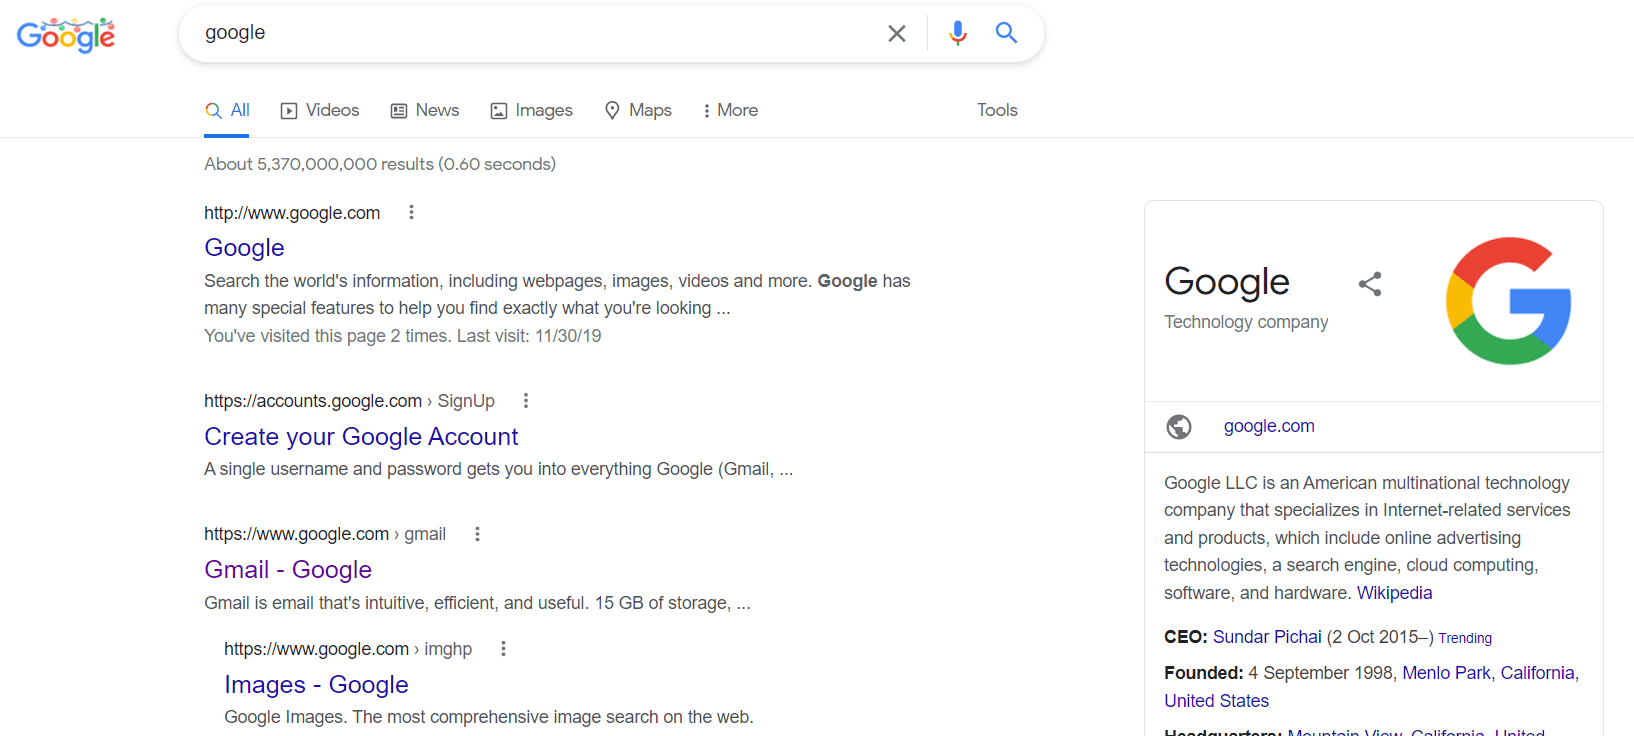 Google
google
All Videos News Images Maps More Tools
About 5,370,000,000 results (0.60 seconds)
http://www.google.com
Google
Search the world's information, including webpages, images, videos and more. Google has
many special features to help you find exactly what you're looking ...
You've visited this page 2 times. Last visit: 11/30/19
https://accounts.google.com › SignUp
Create your Google Account
A single username and password gets you into everything Google (Gmail, ...
https://www.google.com › gmail
Gmail - Google
Gmail is email that's intuitive, efficient, and useful. 15 GB of storage, ...
https://www.google.com › imghp
Images - Google
Google Images. The most comprehensive image search on the web.
Google
Technology company
google.com
Google LLC is an American multinational technology
company that specializes in Internet-related services
and products, which include online advertising
technologies, a search engine, cloud computing,
software, and hardware. Wikipedia
CEO: Sundar Pichai (2 Oct 2015–) Trending
Founded: 4 September 1998, Menlo Park, California,
United States
Headquarters: Mountain View, California, United